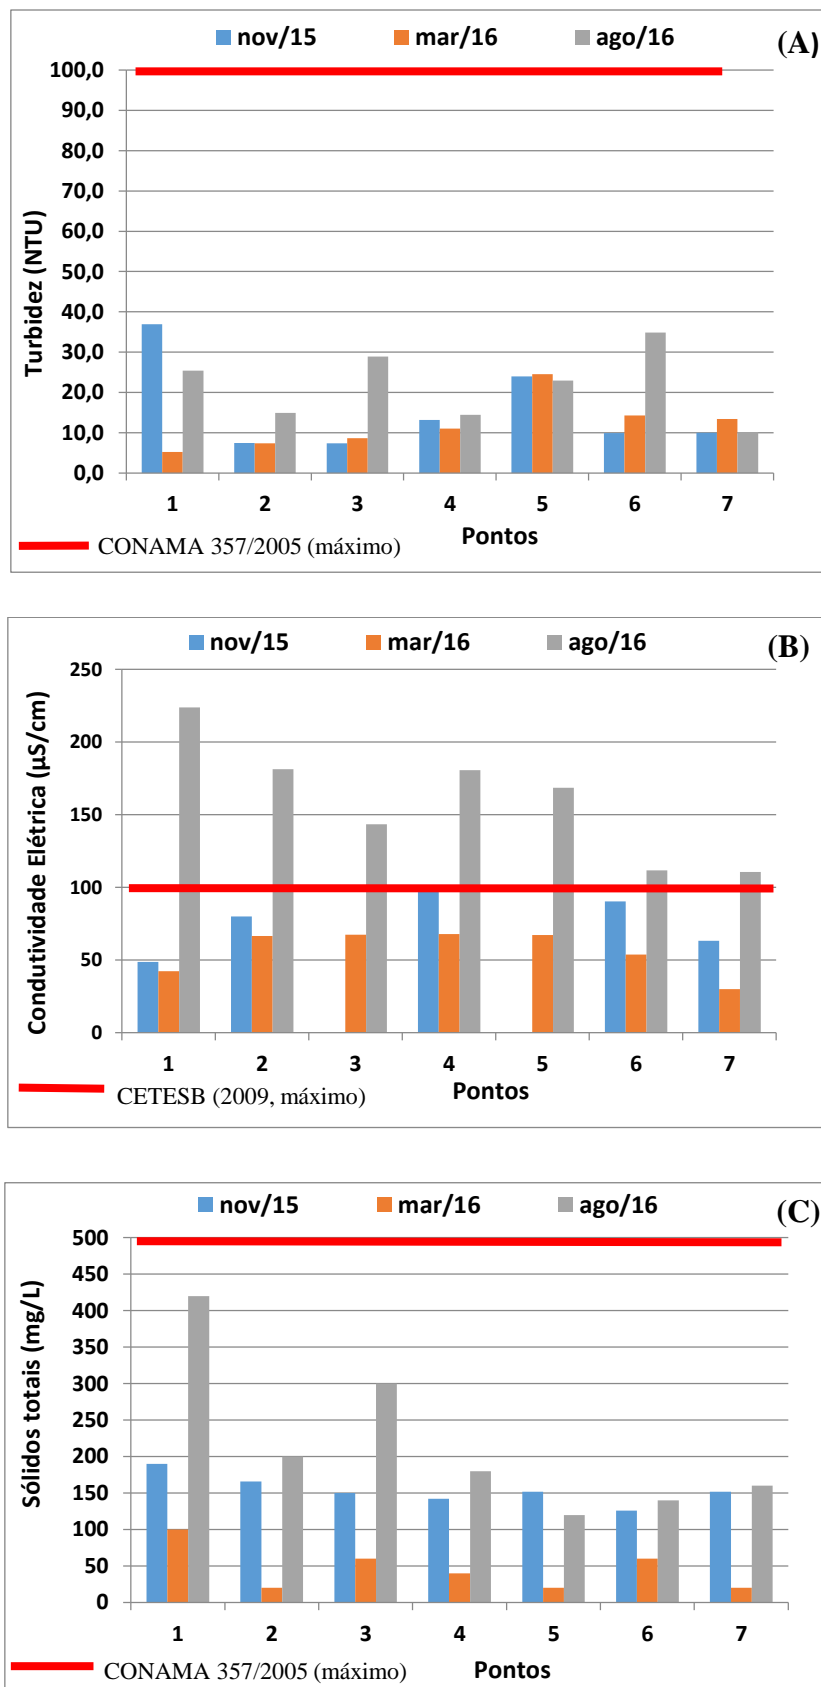 nov/15 mar/16 ago/16 (A)
100,0
90,0
80,0
70,0
60,0
50,0
40,0
30,0
20,0
10,0
0,0
Turbidez (NTU)
1 2 3 4 5 6 7
Pontos
CONAMA 357/2005 (máximo)
nov/15 mar/16 ago/16 (B)
250
200
150
100
50
0
Condutividade Elétrica (µS/cm)
1 2 3 4 5 6 7
Pontos
CETESB (2009, máximo)
nov/15 mar/16 ago/16 (C)
500
450
400
350
300
250
200
150
100
50
0
Sólidos totais (mg/L)
1 2 3 4 5 6 7
CONAMA 357/2005 (máximo) Pontos